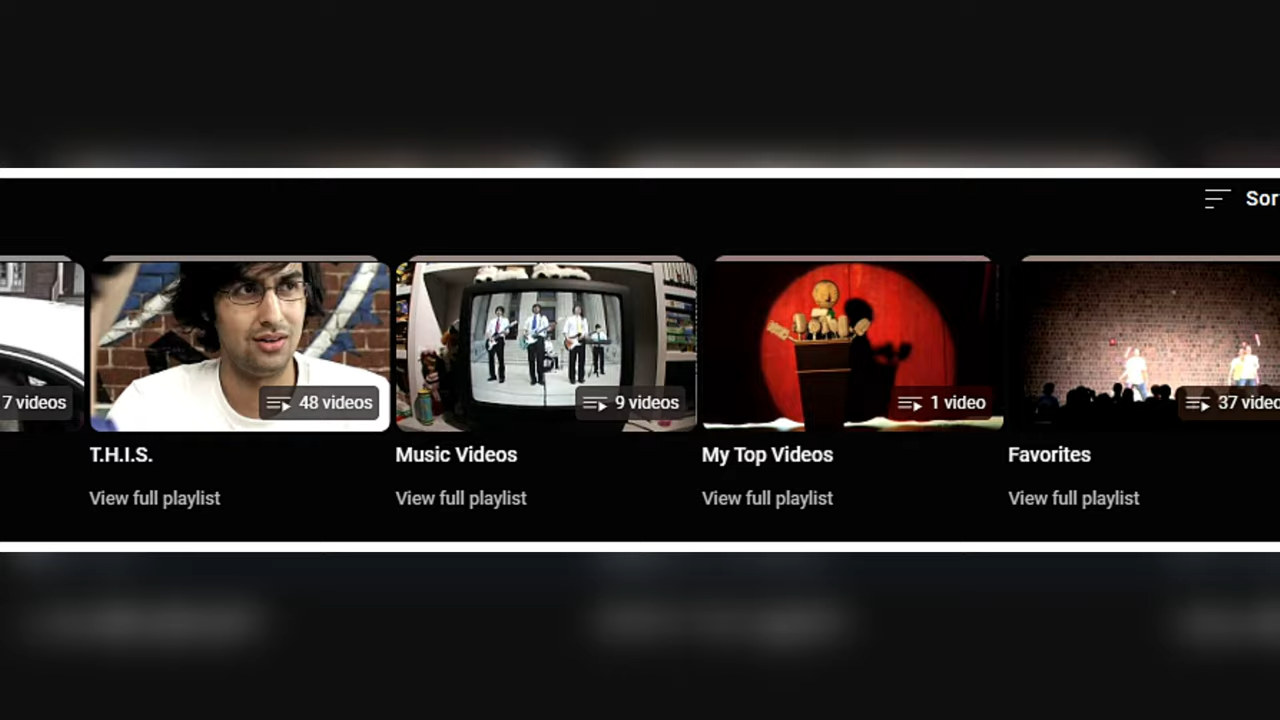 Sor
7 videos
48 videos
9 videos
1 video
37 videо
T.H.I.S.
Music Videos
My Top Videos
Favorites
View full playlist
View full playlist
View full playlist
View full playlist